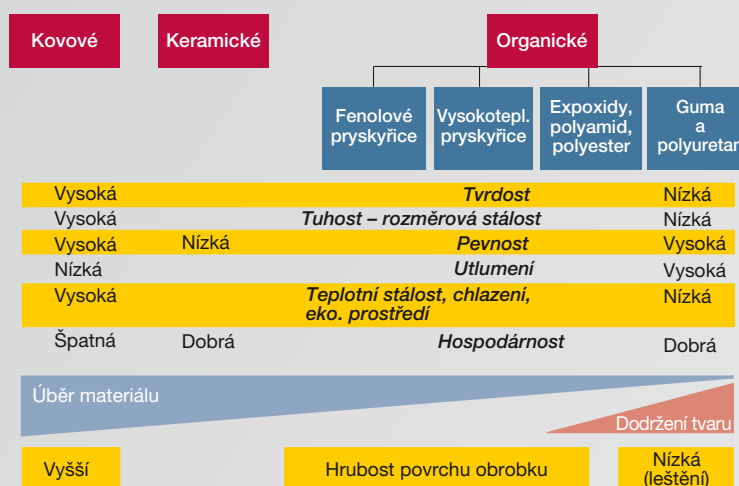 Kovové Keramické Organické
Fenolové pryskyřice
Vysokotepl. pryskyřice
Expoxidy, polyamid, polyester
Guma a polyuretan
Vysoká Tvrdost Nízká
Vysoká Tuhost – rozměrová stálost Nízká
Vysoká Nízká Pevnost Vysoká
Nízká Utlumení Vysoká
Vysoká Teplotní stálost, chlazení, Nízká
eko. prostředí
Špatná Dobrá Hospodárnost Dobrá
Úběr materiálu
Dodržení tvaru
Vyšší Hrubost povrchu obrobku Nízká
(leštění)